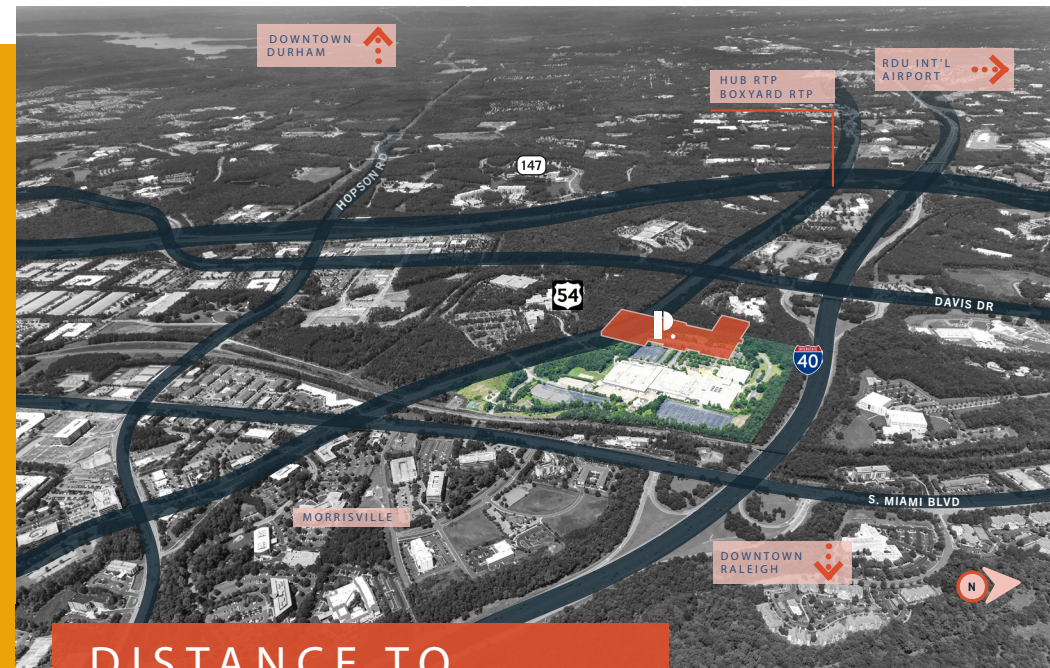 DOWNTOWN
DURHAM
HUB RTP
BOXYARD RTP
RDU INT'L
AIRPORT
147
HOPSON RD
54
DAVIS DR
P.
INTERSTATE
40
S. MIAMI BLVD
MORRISVILLE
DOWNTOWN
RALEIGH
N
DISTANCE TO